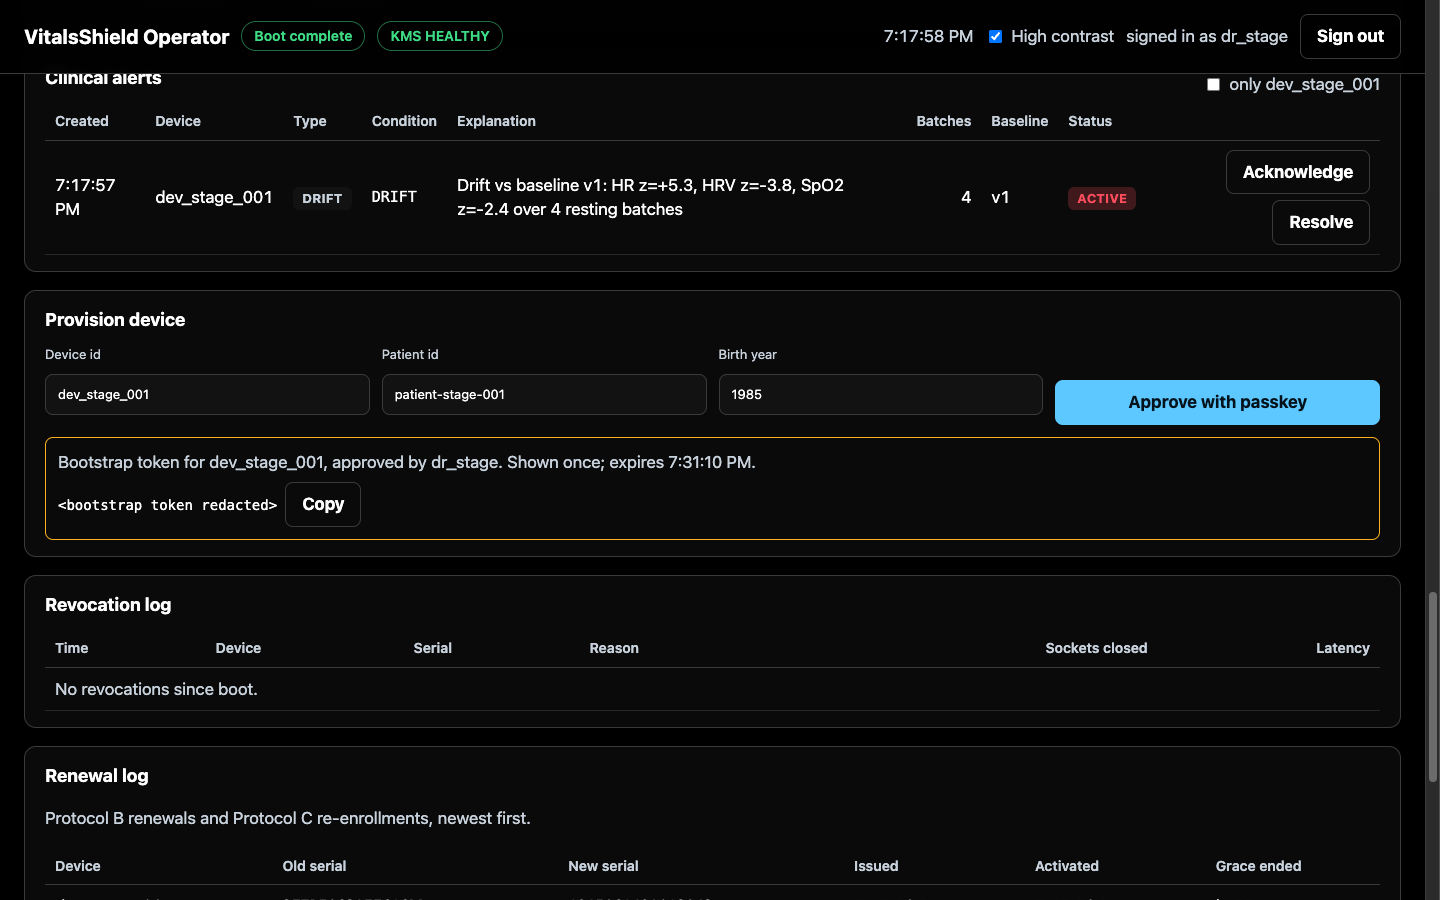 VitalsShield Operator Boot complete KMS HEALTHY 7:17:58 PM High contrast signed in as dr_stage Sign out
Clinical alerts
only dev_stage_001
Created Device Type Condition Explanation Batches Baseline Status
7:17:57 PM dev_stage_001 DRIFT DRIFT Drift vs baseline v1: HR z=+5.3, HRV z=-3.8, SpO2
z=-2.4 over 4 resting batches 4 v1 ACTIVE Acknowledge
Resolve
Provision device
Device id Patient id Birth year
dev_stage_001 patient-stage-001 1985 Approve with passkey
Bootstrap token for dev_stage_001, approved by dr_stage. Shown once; expires 7:31:10 PM.
<bootstrap token redacted> Copy
Revocation log
Time Device Serial Reason Sockets closed Latency
No revocations since boot.
Renewal log
Protocol B renewals and Protocol C re-enrollments, newest first.
Device Old serial New serial Issued Activated Grace ended